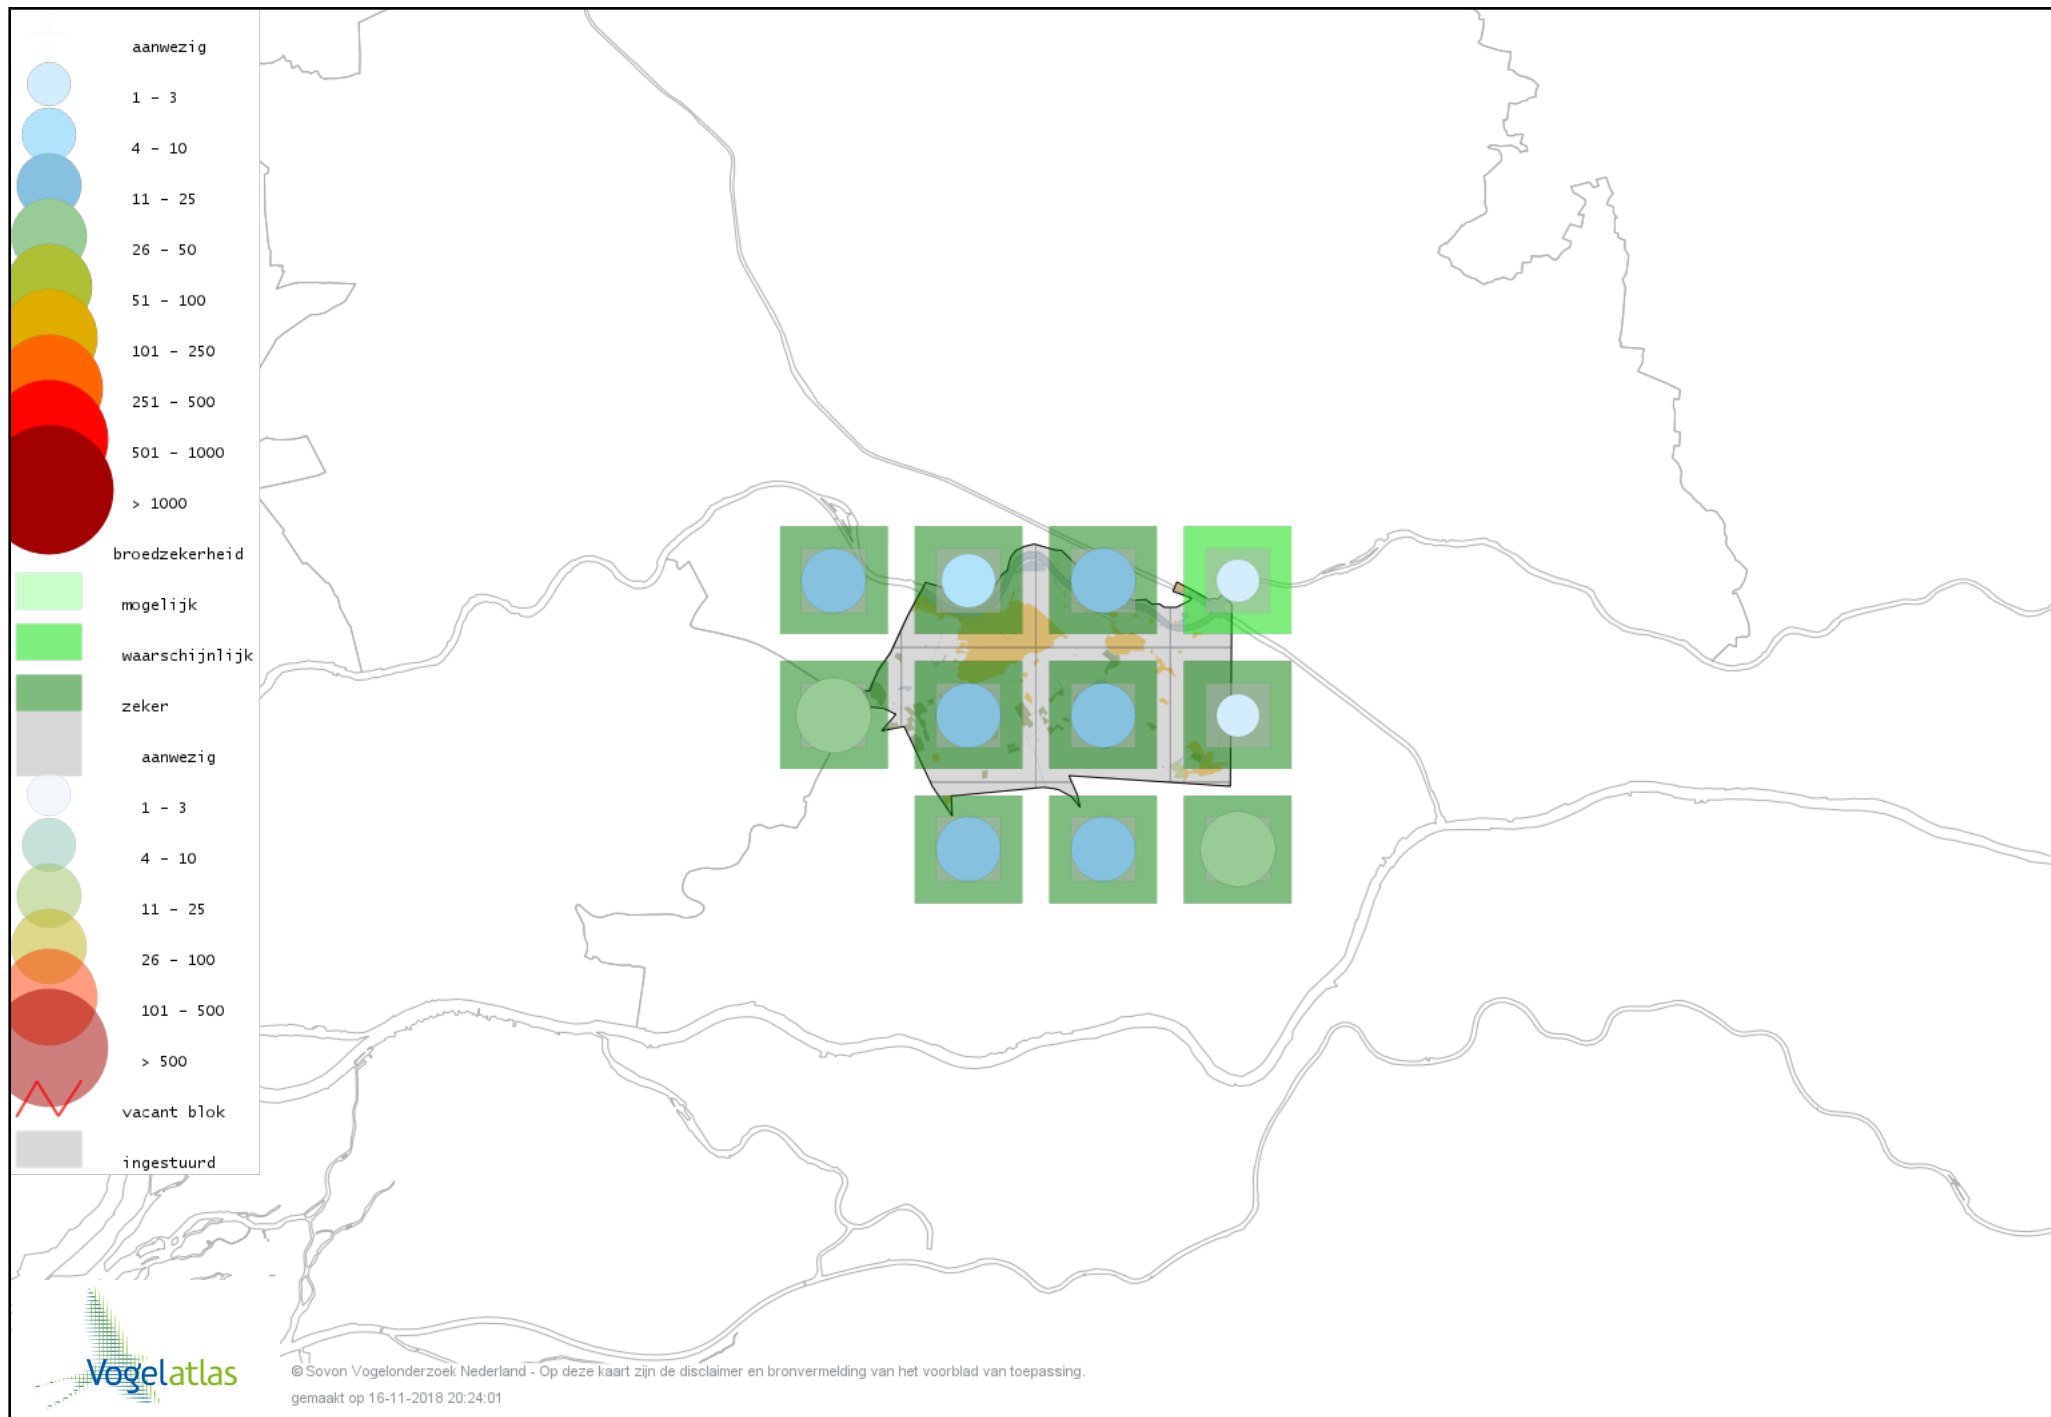 aanwezig
1 - 3
4 - 10
11 - 25
26 - 50
51 - 100
101 - 250
251 - 500
501 - 1000
> 1000
broedzekerheid
mogelijk
waarschijnlijk
zeker
aanwezig
1 - 3
4 - 10
11 - 25
26 - 100
101 - 500
> 500
vacant blok
ingestuurd
Vogelatlas
© Sovon Vogelonderzoek Nederland - Op deze kaart zijn de disclaimer en bronvermelding van het voorblad van toepassing.
gemaakt op 16-11-2018 20:24:01